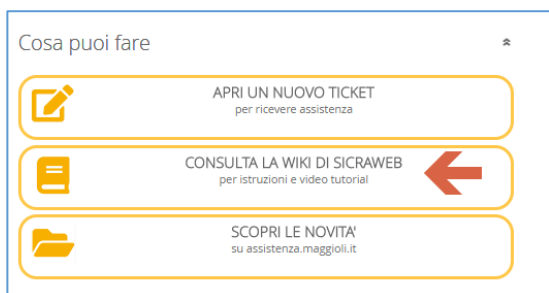 Cosa puoi fare
APRI UN NUOVO TICKET
per ricevere assistenza
CONSULTA LA WIKI DI SICRAWEB
per istruzioni e video tutorial
SCOPRI LE NOVITA'
su assistenza.maggioli.it